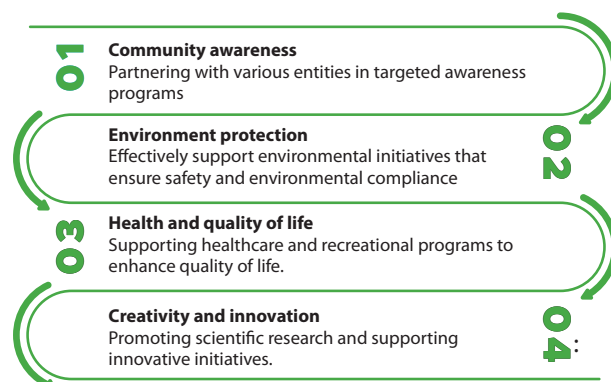 01
Community awareness
Partnering with various entities in targeted awareness
programs
02
Environment protection
Effectively support environmental initiatives that
ensure safety and environmental compliance
03
Health and quality of life
Supporting healthcare and recreational programs to
enhance quality of life.
04:
Creativity and innovation
Promoting scientific research and supporting
innovative initiatives.